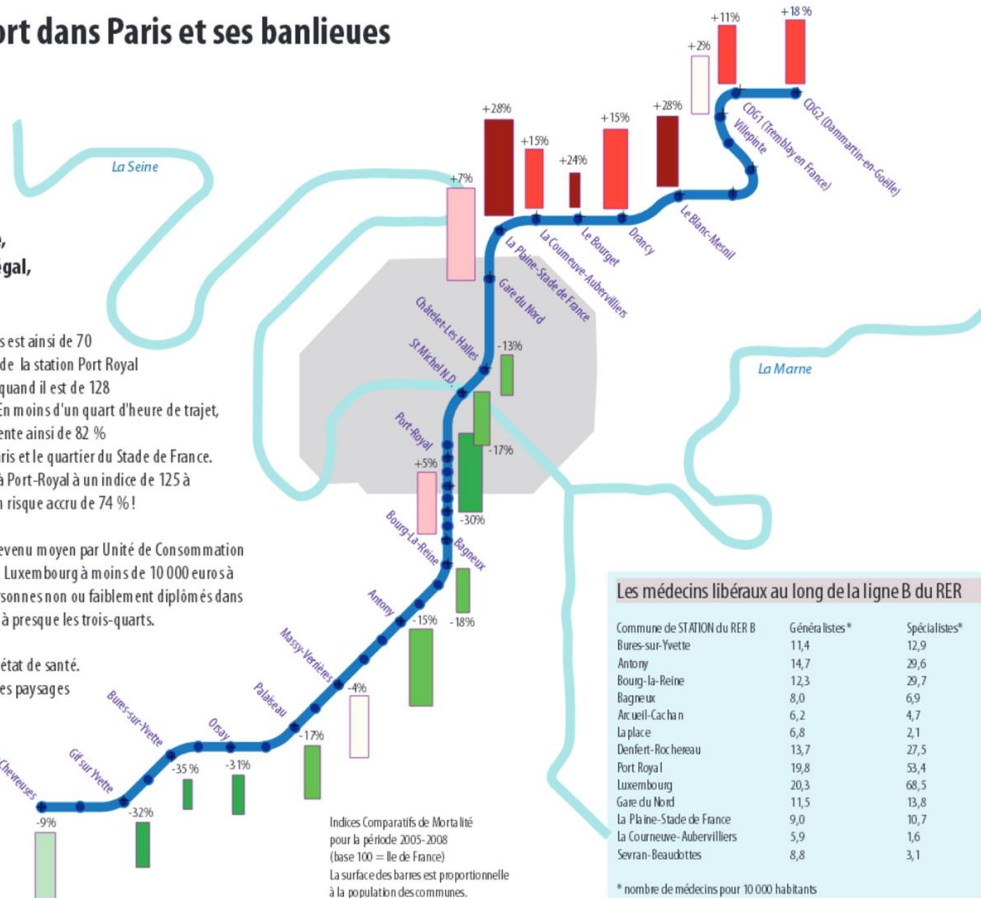 ort dans Paris et ses banlieues
e,
égal,
s est ainsi de 70
de la station Port Royal
quand il est de 128
En moins d'un quart d'heure de trajet,
ente ainsi de 82 %
ris et le quartier du Stade de France.
à Port-Royal à un indice de 125 à
n risque accru de 74 % !
evenu moyen par Unité de Consommation
Luxembourg à moins de 10 000 euros à
rsonnes non ou faiblement diplômés dans
à presque les trois-quarts.
état de santé.
es paysages
La Seine
La Marne
+18 %
+11%
+2%
+28%
+15%
+24%
+15%
+28%
+7%
CDG2 (Dammartin-en-Goëlle)
CDG1 (Tremblay en France)
Villepinte
Le Blanc-Mesnil
Drancy
Le Bourget
La Courneuve-Aubervilliers
La Plaine-Stade de France
Gare du Nord
Châtelet-Les Halles
-13%
St Michel N.D.
Port-Royal
-17%
+5%
-30%
Bourg-La-Reine
Bagneux
-18%
Antony
-15%
Massy-Verrières
-4%
Palaiseau
-17%
Orsay
-31%
Bures-sur-Yvette
-35 %
Gif sur Yvette
-32%
Chevreuses
-9%
Indices Comparatifs de Mortalité
pour la période 2005-2008
(base 100 = Ile de France)
La surface des barres est proportionnelle
à la population des communes.
Les médecins libéraux au long de la ligne B du RER
Commune de STATION du RER B Généralistes* Spécialistes*
Bures-sur-Yvette 11,4 12,9
Antony 14,7 29,6
Bourg-la-Reine 12,3 29,7
Bagneux 8,0 6,9
Arcueil-Cachan 6,2 4,7
Laplace 6,8 2,1
Denfert-Rochereau 13,7 27,5
Port Royal 19,8 53,4
Luxembourg 20,3 68,5
Gare du Nord 11,5 13,8
La Plaine-Stade de France 9,0 10,7
La Courneuve-Aubervilliers 5,9 1,6
Sevran-Beaudottes 8,8 3,1
* nombre de médecins pour 10 000 habitants